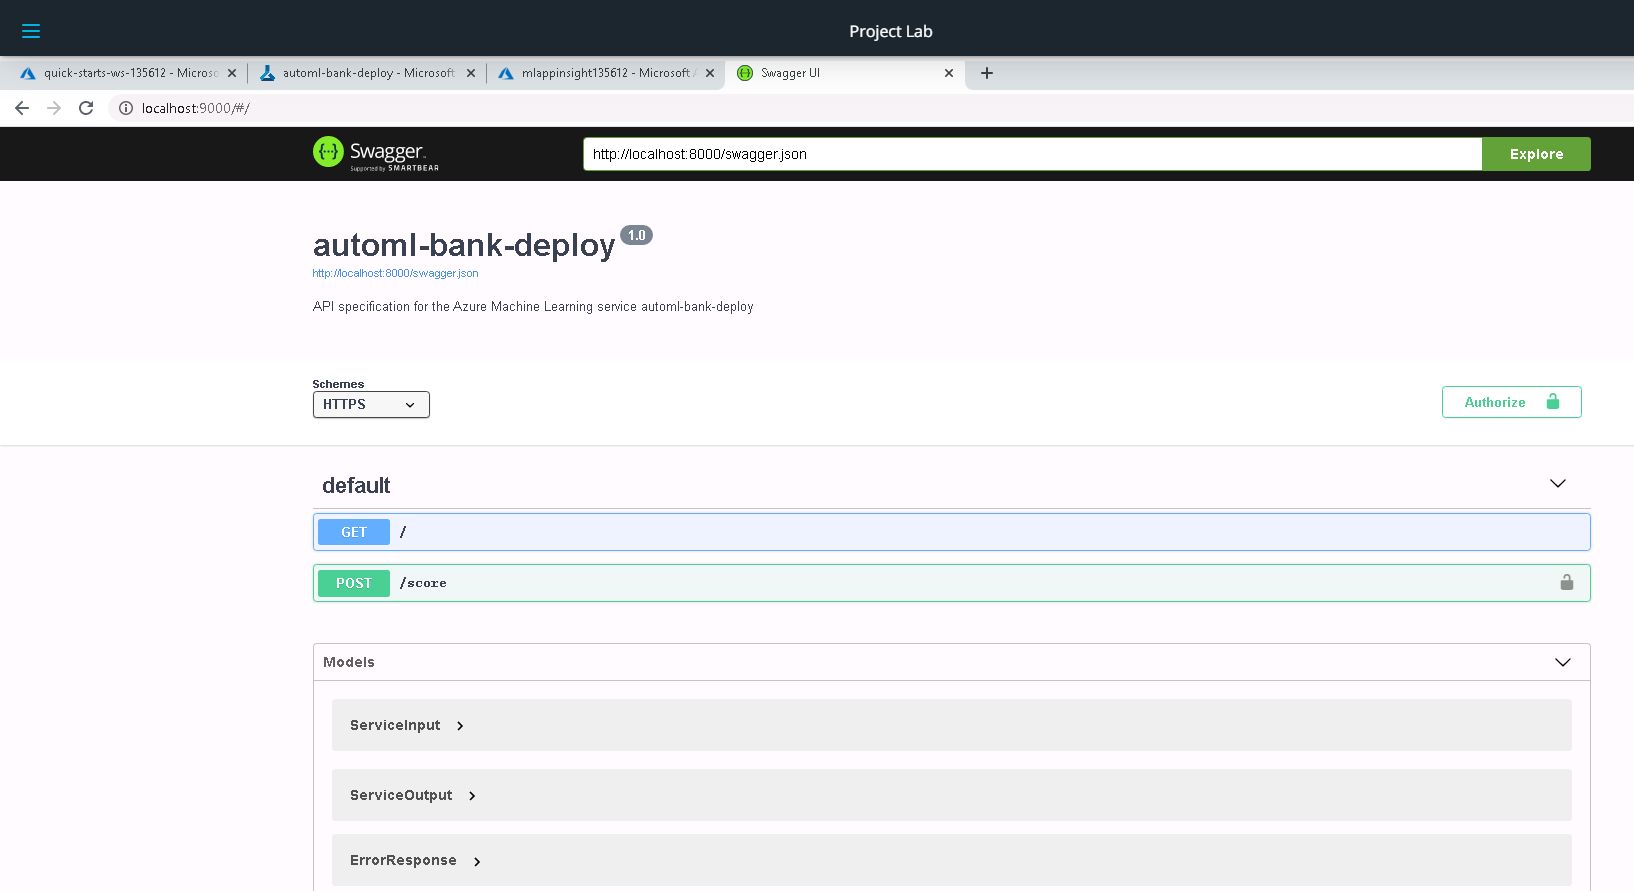 Project Lab
quick-starts-ws-135612 - Microso
automl-bank-deploy - Microsoft
mlappinsight135612 - Microsoft
Swagger UI
localhost:9000/#/
Swagger
Supported by SMARTBEAR
http://localhost:8000/swagger.json
Explore
automl-bank-deploy 1.0
http://localhost:8000/swagger.json
API specification for the Azure Machine Learning service automl-bank-deploy
Schemes
HTTPS
Authorize
default
GET /
POST /score
Models
ServiceInput
ServiceOutput
ErrorResponse